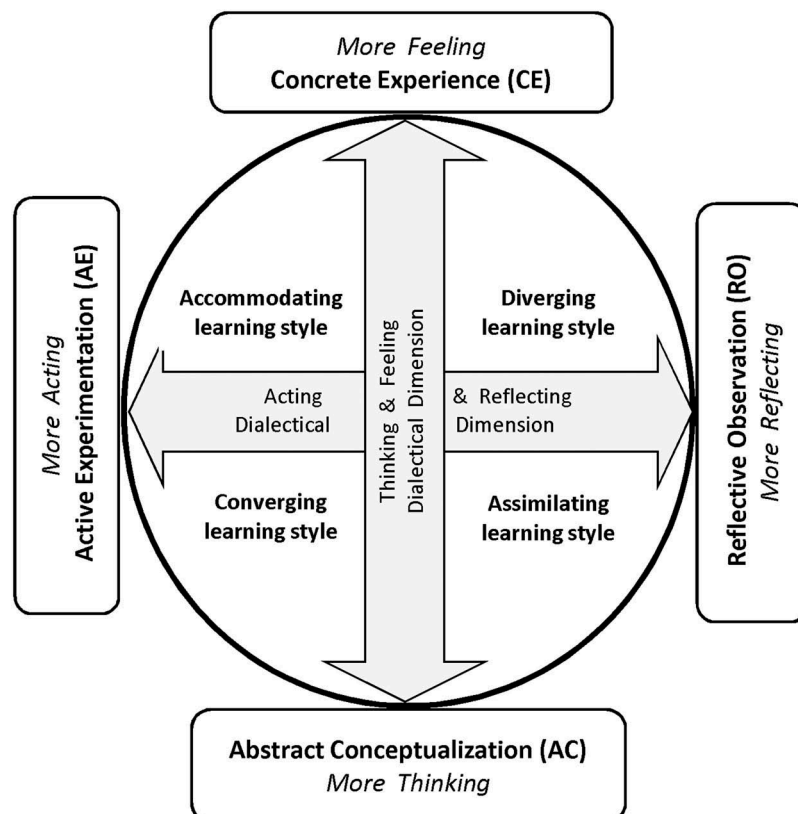 More Feeling
Concrete Experience (CE)
More Acting
Active Experimentation (AE)
Accommodating
learning style
Diverging
learning style
Thinking & Feeling
Dialectical Dimension
Acting
Dialectical
& Reflecting
Dimension
Converging
learning style
Assimilating
learning style
Reflective Observation (RO)
More Reflecting
Abstract Conceptualization (AC)
More Thinking